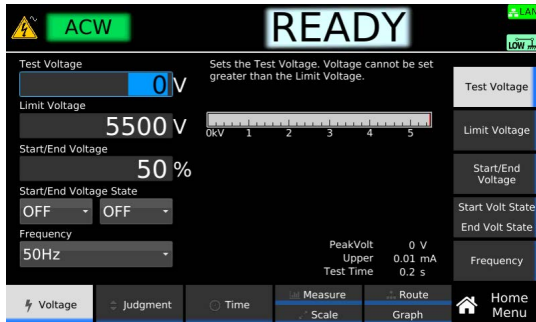 ACW
READY
LAN
LOW
Test Voltage
0 V
Limit Voltage
5500 V
Start/End Voltage
50 %
Start/End Voltage State
OFF OFF
Frequency
50Hz
Sets the Test Voltage. Voltage cannot be set
greater than the Limit Voltage.
0kV 1 2 3 4 5
PeakVolt 0 V
Upper 0.01 mA
Test Time 0.2 s
Test Voltage
Limit Voltage
Start/End
Voltage
Start Volt State
End Volt State
Frequency
Voltage
Judgment
Time
Measure
Scale
Route
Graph
Home
Menu